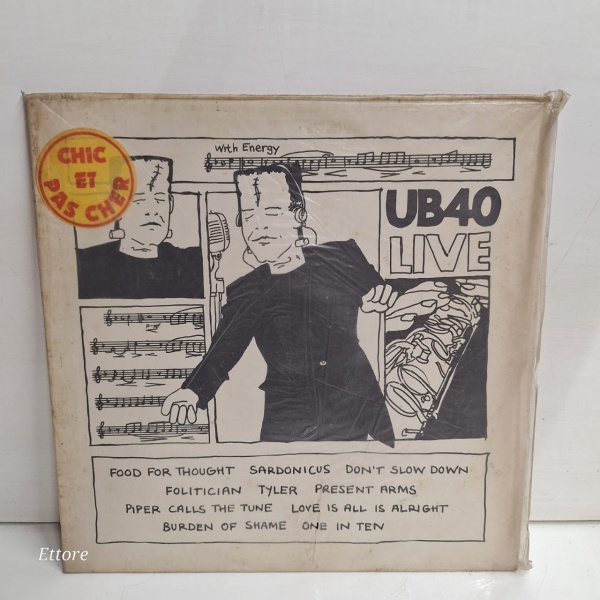 With Energy
CHIC
ET
PAS CHER
UB40
LIVE
FOOD FOR THOUGHT SARDONICUS DON'T SLOW DOWN
FOLITICIAN TYLER PRESENT ARMS
PIPER CALLS THE TUNE LOVE IS ALL IS ALRIGHT
BURDEN OF SHAME ONE IN TEN
Ettore